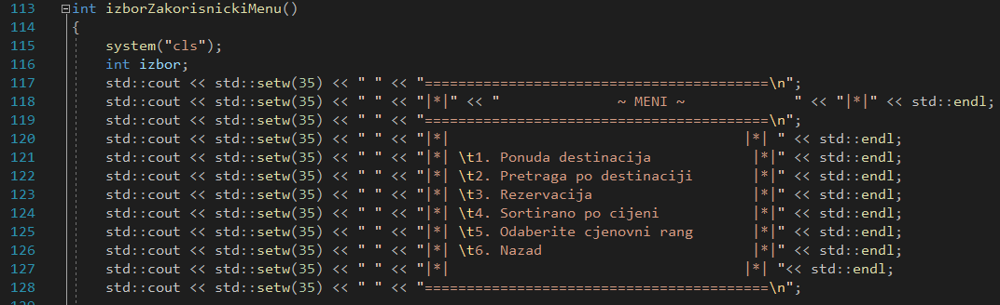 113 int izborZakorisnickiMenu()
114 {
115     system("cls");
116     int izbor;
117     std::cout << std::setw(35) << " " << "=========================================\n";
118     std::cout << std::setw(35) << " " << "|*|" << "              ~ MENI ~             " << "|*|" << std::endl;
119     std::cout << std::setw(35) << " " << "=========================================\n";
120     std::cout << std::setw(35) << " " << "|*|                                   |*| " << std::endl;
121     std::cout << std::setw(35) << " " << "|*| \t1. Ponuda destinacija            |*|" << std::endl;
122     std::cout << std::setw(35) << " " << "|*| \t2. Pretraga po destinaciji       |*|" << std::endl;
123     std::cout << std::setw(35) << " " << "|*| \t3. Rezervacija                   |*|" << std::endl;
124     std::cout << std::setw(35) << " " << "|*| \t4. Sortirano po cijeni           |*|" << std::endl;
125     std::cout << std::setw(35) << " " << "|*| \t5. Odaberite cjenovni rang       |*|" << std::endl;
126     std::cout << std::setw(35) << " " << "|*| \t6. Nazad                         |*|" << std::endl;
127     std::cout << std::setw(35) << " " << "|*|                                   |*| "<< std::endl;
128     std::cout << std::setw(35) << " " << "=========================================\n";